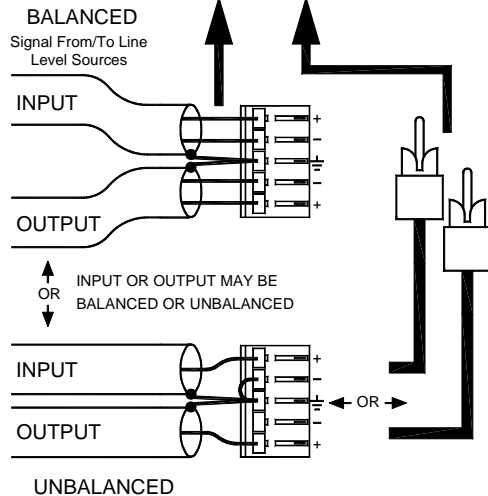 BALANCED
Signal From/To Line
Level Sources
INPUT
+
−
−
+
OUTPUT
OR
INPUT OR OUTPUT MAY BE
BALANCED OR UNBALANCED
INPUT
+
−
OR
−
+
OUTPUT
UNBALANCED